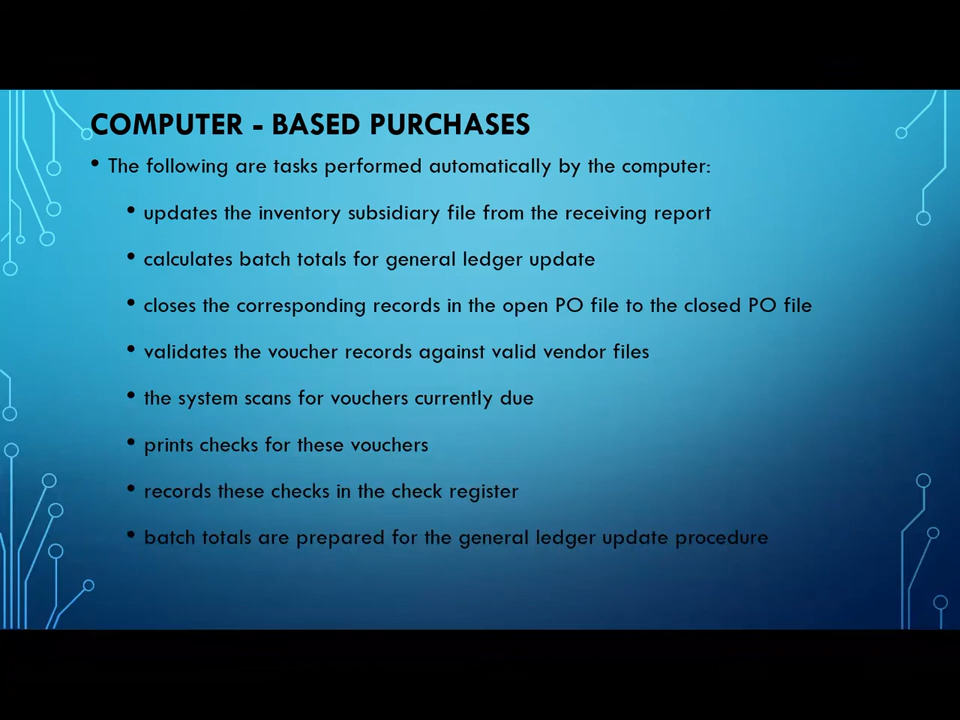 COMPUTER - BASED PURCHASES
• The following are tasks performed automatically by the computer:
• updates the inventory subsidiary file from the receiving report
• calculates batch totals for general ledger update
• closes the corresponding records in the open PO file to the closed PO file
• validates the voucher records against valid vendor files
• the system scans for vouchers currently due
• prints checks for these vouchers
• records these checks in the check register
• batch totals are prepared for the general ledger update procedure